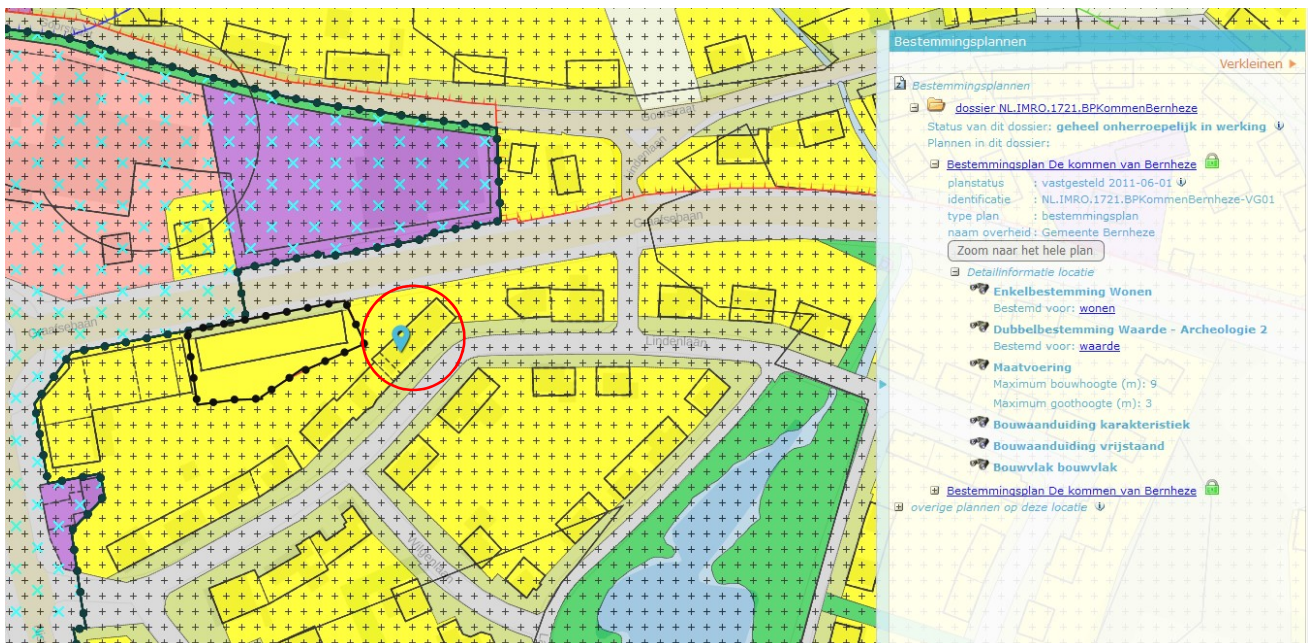 Bestemmingsplannen
Verkleinen
Bestemmingsplannen
dossier NL.IMRO.1721.BPKommenBernheze
Status van dit dossier: geheel onherroepelijk in werking
Plannen in dit dossier:
Bestemmingsplan De kommen van Bernheze
planstatus : vastgesteld 2011-06-01
identificatie : NL.IMRO.1721.BPKommenBernheze-VG01
type plan : bestemmingsplan
naam overheid : Gemeente Bernheze
Zoom naar het hele plan
Detailinformatie locatie
Enkelbestemming Wonen
Bestemd voor: wonen
Dubbelbestemming Waarde - Archeologie 2
Bestemd voor: waarde
Maatvoering
Maximum bouwhoogte (m): 9
Maximum goothoogte (m): 3
Bouwaanduiding karakteristiek
Bouwaanduiding vrijstaand
Bouwvlak bouwvlak
Bestemmingsplan De kommen van Bernheze
overige plannen op deze locatie
Graafsebaan
Graafsebaan
Lindenlaan